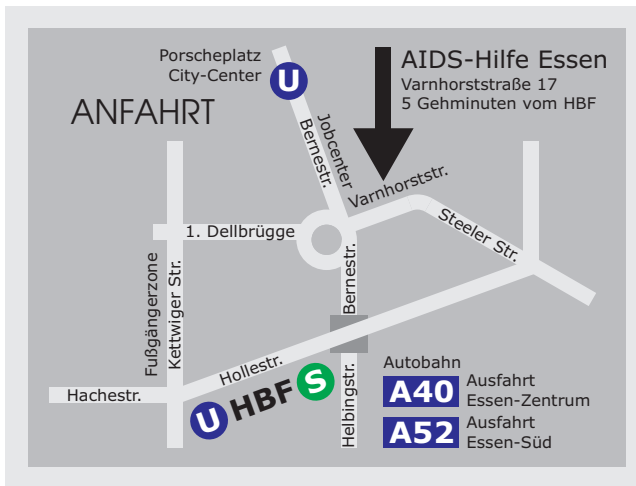 Porscheplatz
City-Center
U
AIDS-Hilfe Essen
Varnhorststraße 17
5 Gehminuten vom HBF
ANFAHRT
Jobcenter
Bernestr.
Varnhorststr.
Steeler Str.
1. Dellbrügge
Bernestr.
Fußgängerzone
Kettwiger Str.
Hollestr.
Hachestr.
U HBF S
Helbingstr.
Autobahn
A40 Ausfahrt
Essen-Zentrum
A52 Ausfahrt
Essen-Süd